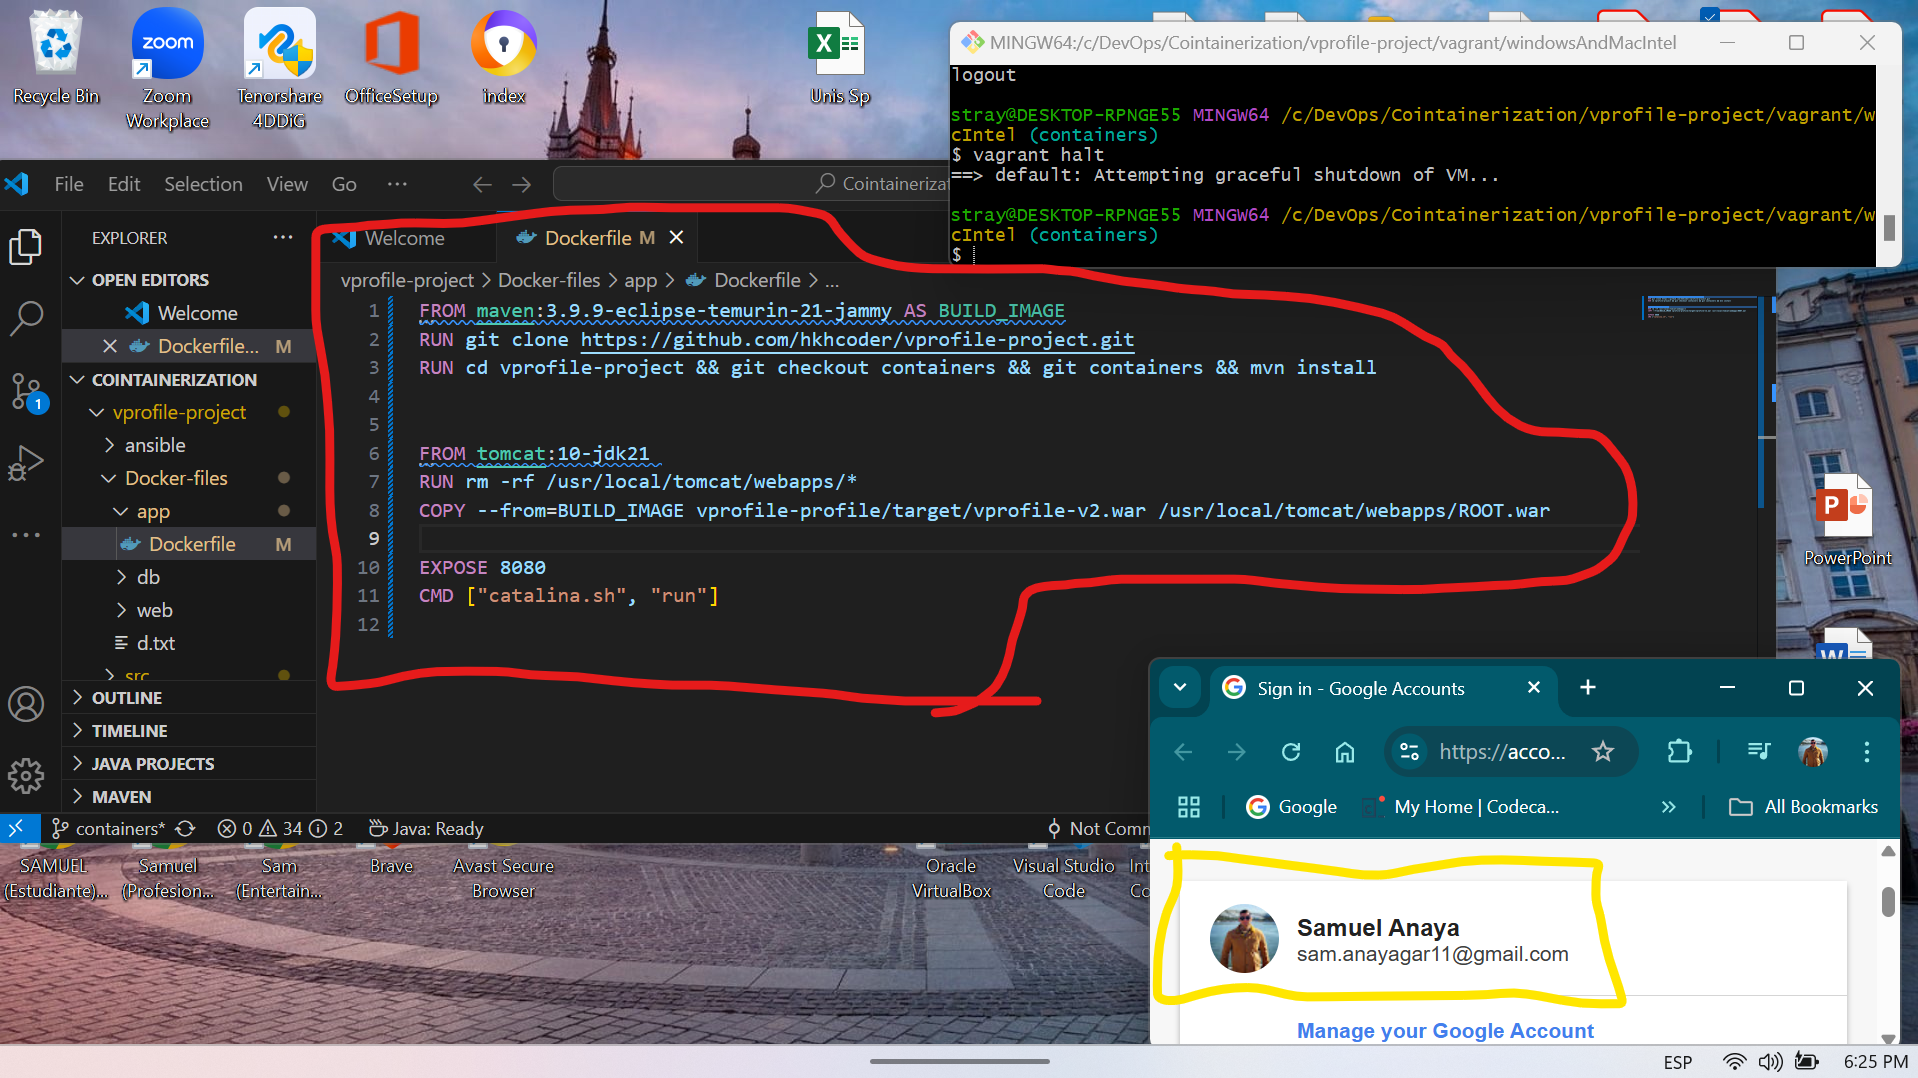 Recycle Bin
zoom
Zoom
Workplace
Tenorshare
4DDiG
OfficeSetup
index
Unis Sp
MINGW64:/c/DevOps/Cointainerization/vprofile-project/vagrant/windowsAndMacIntel
logout
stray@DESKTOP-RPNGE55 MINGW64 /c/DevOps/Cointainerization/vprofile-project/vagrant/w
cIntel (containers)
$ vagrant halt
==> default: Attempting graceful shutdown of VM...
stray@DESKTOP-RPNGE55 MINGW64 /c/DevOps/Cointainerization/vprofile-project/vagrant/w
cIntel (containers)
$
File Edit Selection View Go ...
Cointainerizat
EXPLORER ...
OPEN EDITORS
Welcome
Dockerfile... M
COINTAINERIZATION
vprofile-project
ansible
Docker-files
app
Dockerfile M
db
web
d.txt
src
OUTLINE
TIMELINE
JAVA PROJECTS
MAVEN
1
...
Welcome
Dockerfile M
vprofile-project > Docker-files > app > Dockerfile > ...
1 FROM maven:3.9.9-eclipse-temurin-21-jammy AS BUILD_IMAGE
2 RUN git clone https://github.com/hkhcoder/vprofile-project.git
3 RUN cd vprofile-project && git checkout containers && git containers && mvn install
4
5
6 FROM tomcat:10-jdk21
7 RUN rm -rf /usr/local/tomcat/webapps/*
8 COPY --from=BUILD_IMAGE vprofile-profile/target/vprofile-v2.war /usr/local/tomcat/webapps/ROOT.war
9
10 EXPOSE 8080
11 CMD ["catalina.sh", "run"]
12
containers* 0 34 2 Java: Ready
Not Comm
PowerPoint
SAMUEL
(Estudiante)...
Samuel
(Profesion...
Sam
(Entertain...
Brave
Avast Secure
Browser
Oracle
VirtualBox
Visual Studio
Code
Int
Co
Sign in - Google Accounts
https://acco...
Google
My Home | Codeca...
All Bookmarks
Samuel Anaya
sam.anayagar11@gmail.com
Manage your Google Account
ESP
6:25 PM